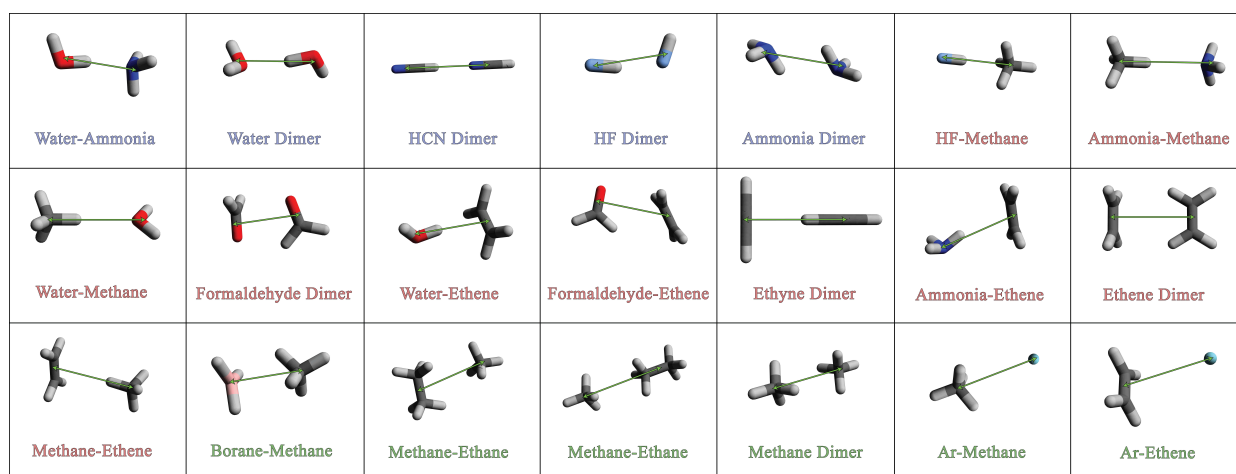 Water-Ammonia
Water Dimer
HCN Dimer
HF Dimer
Ammonia Dimer
HF-Methane
Ammonia-Methane
Water-Methane
Formaldehyde Dimer
Water-Ethene
Formaldehyde-Ethene
Ethyne Dimer
Ammonia-Ethene
Ethene Dimer
Methane-Ethene
Borane-Methane
Methane-Ethane
Methane-Ethane
Methane Dimer
Ar-Methane
Ar-Ethene